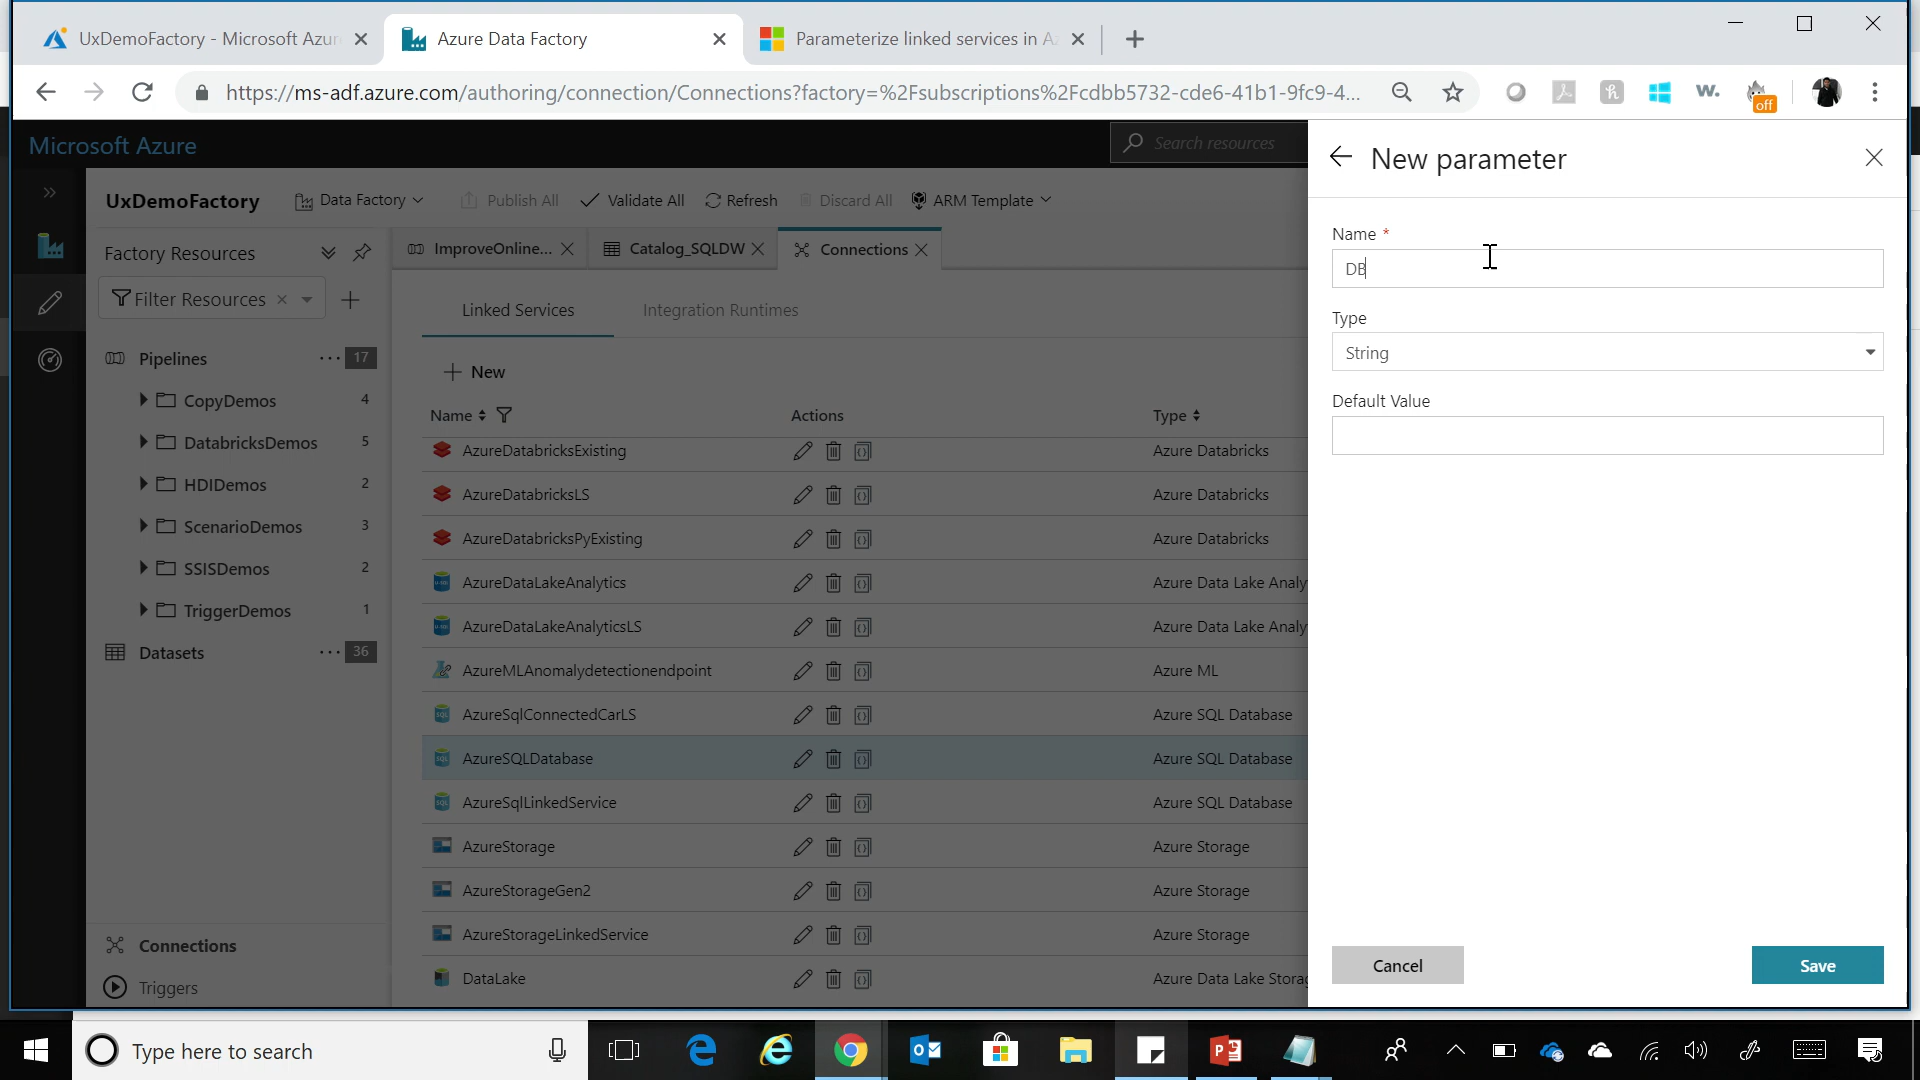 UxDemoFactory - Microsoft Azur
Azure Data Factory
Parameterize linked services in A
https://ms-adf.azure.com/authoring/connection/Connections?factory=%2Fsubscriptions%2Fcdbb5732-cde6-41b1-9fc9-4...
w.
off
Microsoft Azure
Search resources
UxDemoFactory
Data Factory
Publish All
Validate All
Refresh
Discard All
ARM Template
Factory Resources
Filter Resources
Pipelines
17
CopyDemos
4
DatabricksDemos
5
HDIDemos
2
ScenarioDemos
3
SSISDemos
2
TriggerDemos
1
Datasets
36
Connections
Triggers
ImproveOnline...
Catalog_SQLDW
Connections
Linked Services
Integration Runtimes
New
Name
Actions
Type
AzureDatabricksExisting
Azure Databricks
AzureDatabricksLS
Azure Databricks
AzureDatabricksPyExisting
Azure Databricks
AzureDataLakeAnalytics
Azure Data Lake Analy
AzureDataLakeAnalyticsLS
Azure Data Lake Analy
AzureMLAnomalydetectionendpoint
Azure ML
AzureSqlConnectedCarLS
Azure SQL Database
AzureSQLDatabase
Azure SQL Database
AzureSqlLinkedService
Azure SQL Database
AzureStorage
Azure Storage
AzureStorageGen2
Azure Storage
AzureStorageLinkedService
Azure Storage
DataLake
Azure Data Lake Storag
New parameter
Name *
DB
Type
String
Default Value
Cancel
Save
Type here to search